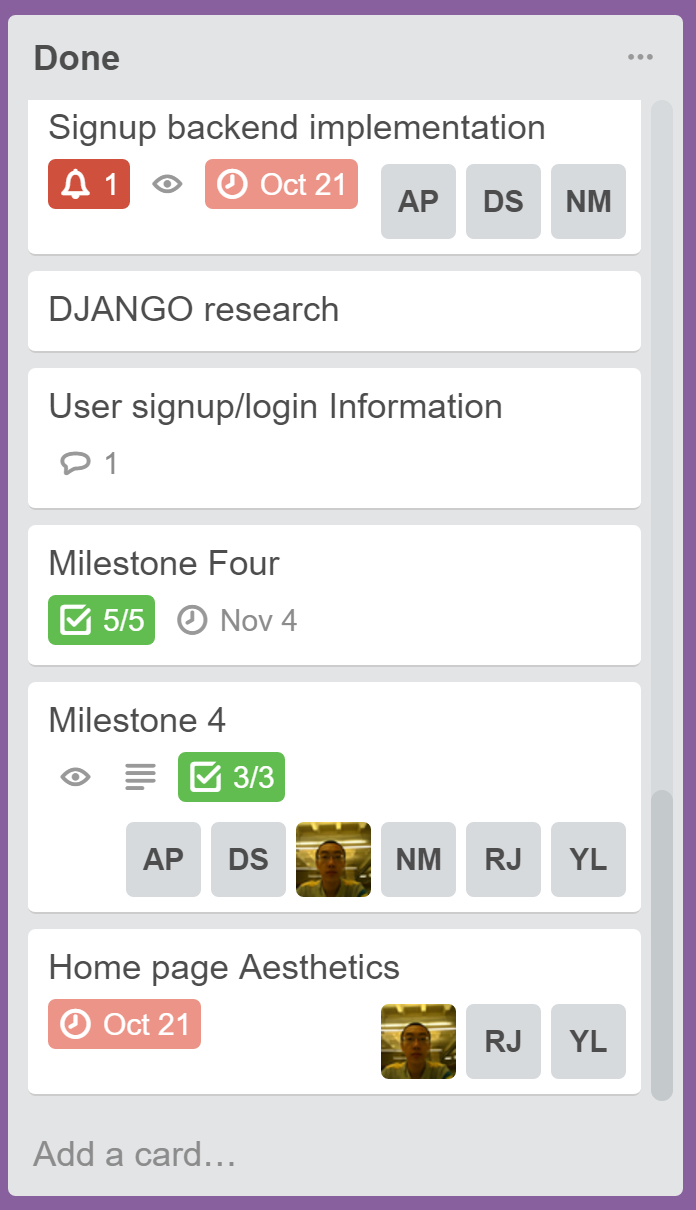 Done
Signup backend implementation
1 Oct 21 AP DS NM
DJANGO research
User signup/login Information
1
Milestone Four
5/5 Nov 4
Milestone 4
3/3
AP DS NM RJ YL
Home page Aesthetics
Oct 21 RJ YL
Add a card…